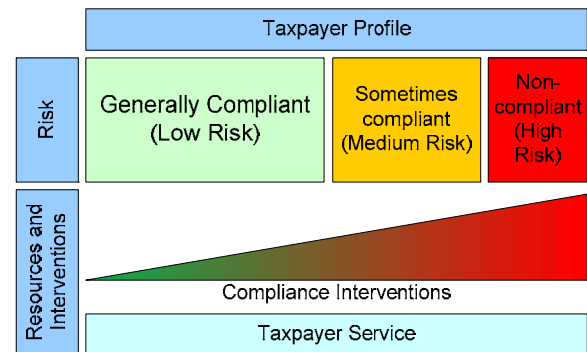 Taxpayer Profile
Risk
Generally Compliant
(Low Risk)
Sometimes
compliant
(Medium Risk)
Non-
compliant
(High
Risk)
Resources and
Interventions
Compliance Interventions
Taxpayer Service